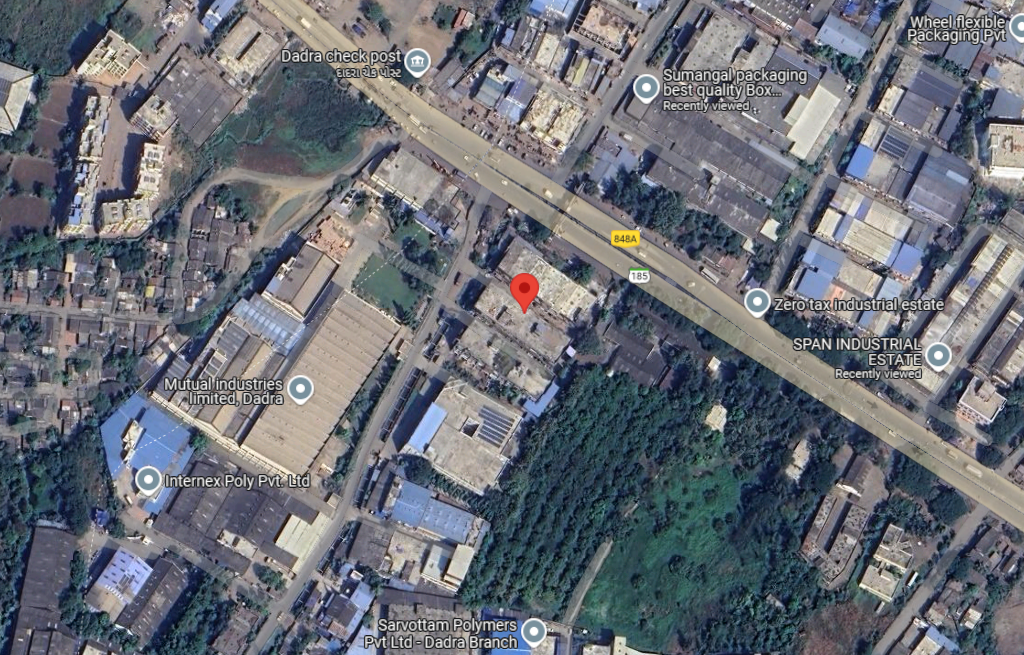 Wheel flexible
Packaging Pvt
Dadra check post
દાદરા ચેક પોસ્ટ
Sumangal packaging
best quality Box...
Recently viewed
848A
185
Zero tax industrial estate
SPAN INDUSTRIAL
ESTATE
Recently viewed
Mutual industries
limited, Dadra
Internex Poly Pvt. Ltd
Sarvottam Polymers
Pvt Ltd - Dadra Branch